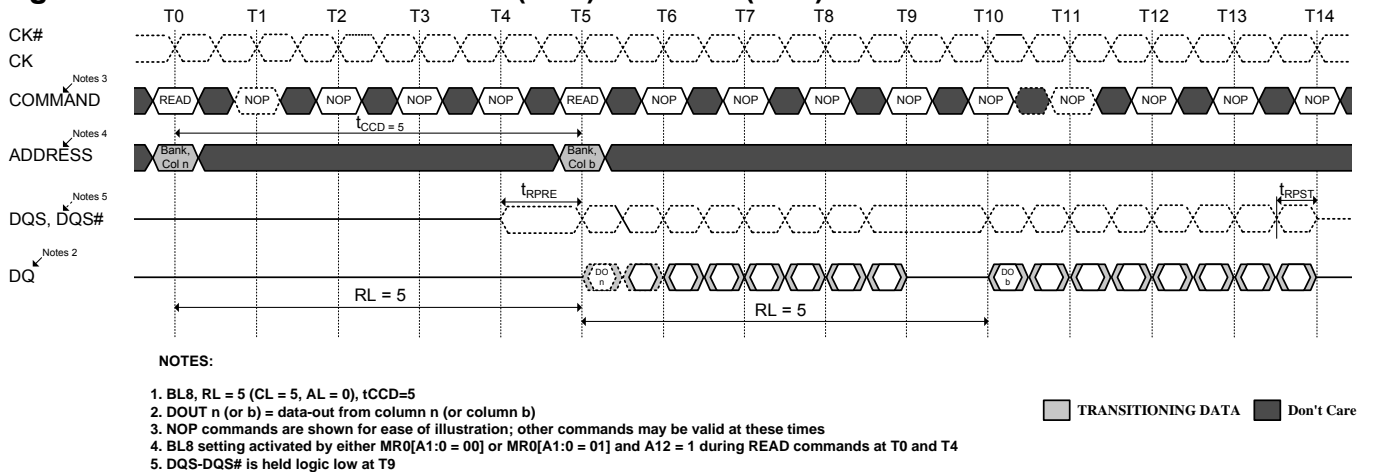 T0 T1 T2 T3 T4 T5 T6 T7 T8 T9 T10 T11 T12 T13 T14
CK#
CK
Notes 3
COMMAND READ NOP NOP NOP NOP READ NOP NOP NOP NOP NOP NOP NOP NOP NOP
tCCD = 5
Notes 4
ADDRESS
Bank, Col n
Bank, Col b
Notes 5
DQS, DQS#
tRPRE
tRPST
Notes 2
DQ
DO n
DO b
RL = 5
RL = 5
NOTES:
1. BL8, RL = 5 (CL = 5, AL = 0), tCCD=5
2. DOUT n (or b) = data-out from column n (or column b)
3. NOP commands are shown for ease of illustration; other commands may be valid at these times
4. BL8 setting activated by either MR0[A1:0 = 00] or MR0[A1:0 = 01] and A12 = 1 during READ commands at T0 and T4
5. DQS-DQS# is held logic low at T9
TRANSITIONING DATA
Don't Care